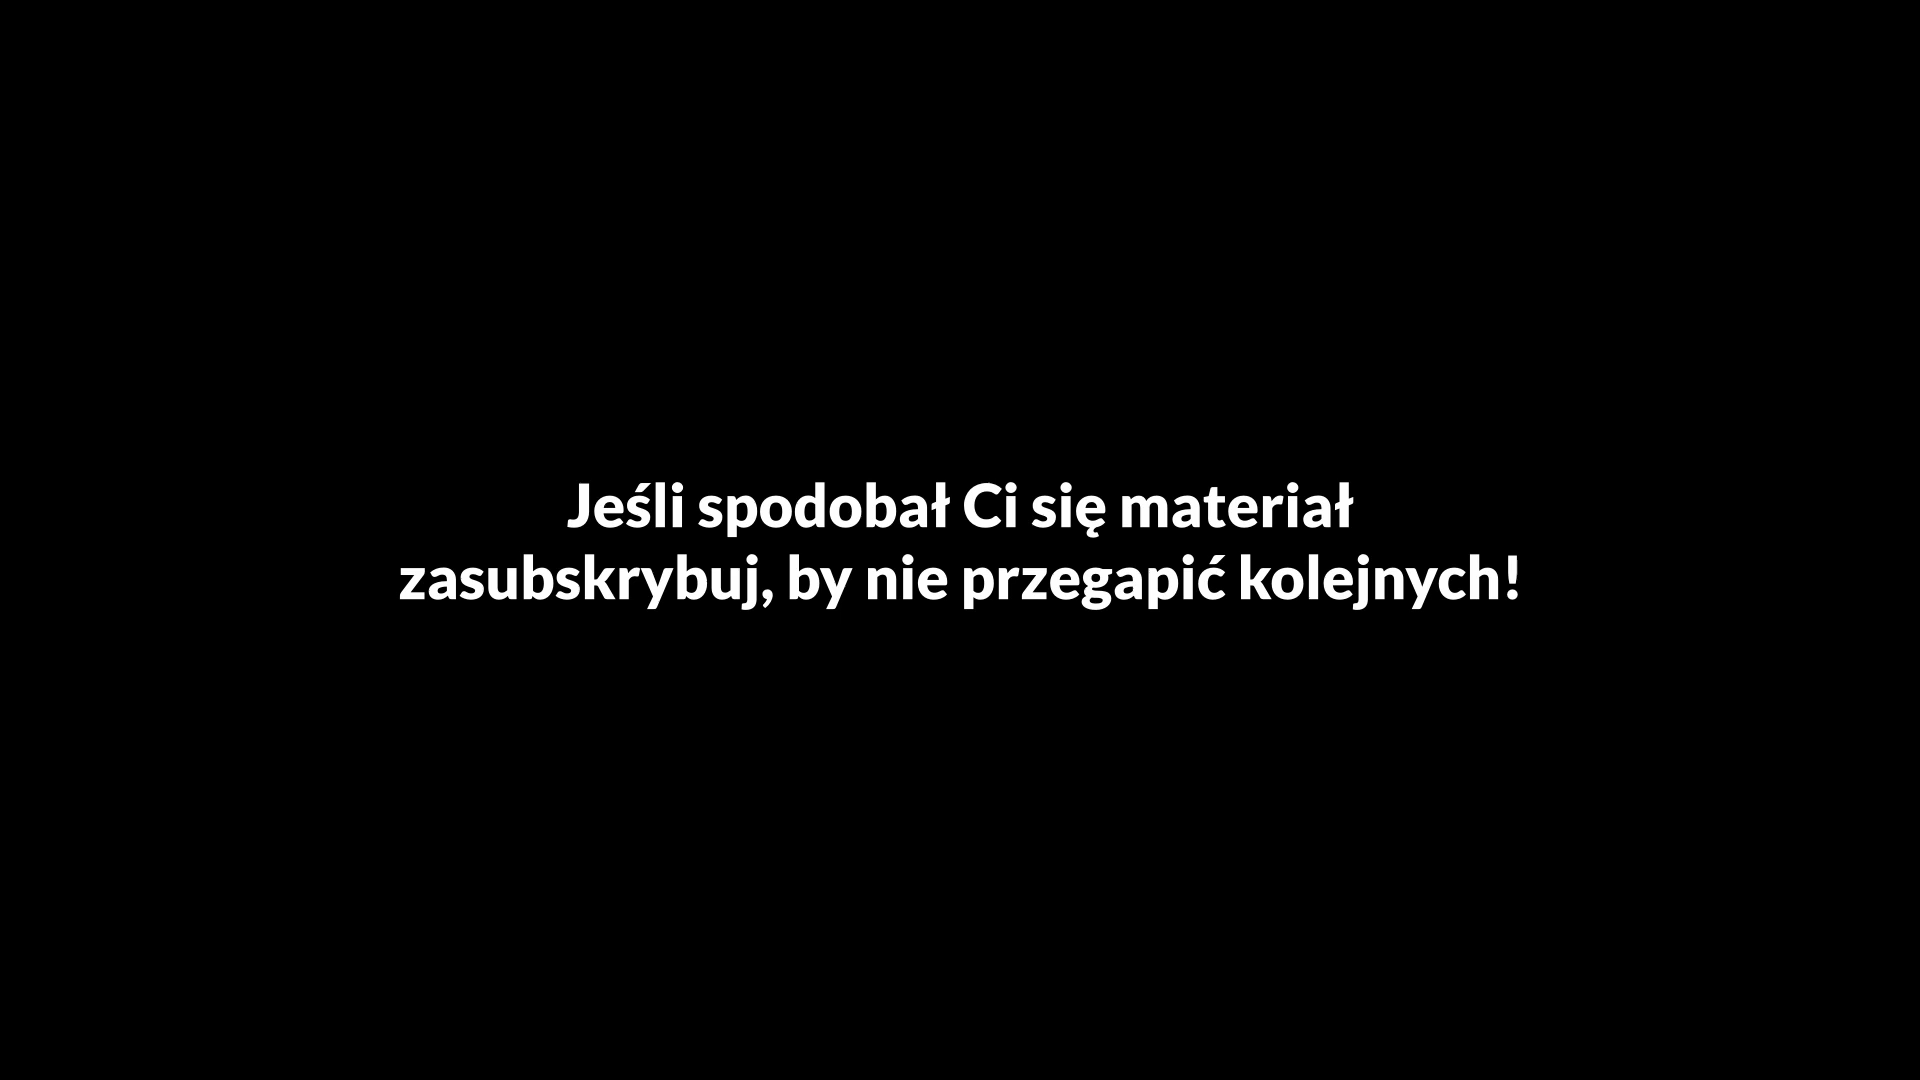 Jeśli spodobał Ci się materiał
zasubskrybuj, by nie przegapić kolejnych!